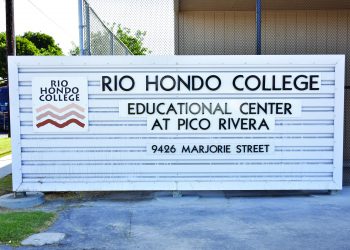 RIO
HONDO
COLLEGE
RIO HONDO COLLEGE
EDUCATIONAL CENTER
AT PICO RIVERA
9426 MARJORIE STREET